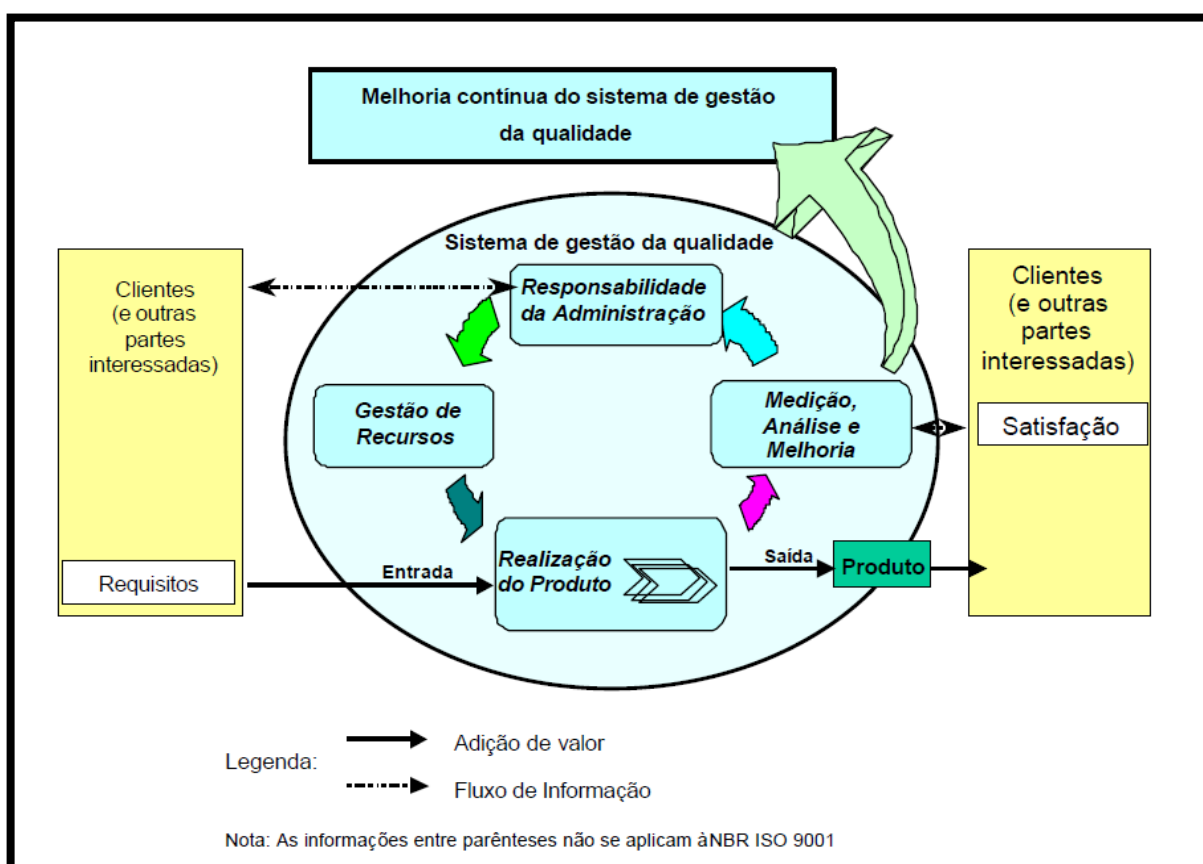 Melhoria contínua do sistema de gestão
da qualidade
Sistema de gestão da qualidade
Clientes
(e outras
partes
interessadas)
Requisitos
Responsabilidade
da Administração
Gestão de
Recursos
Medição,
Análise e
Melhoria
Entrada
Realização
do Produto
Saída
Produto
Clientes
(e outras
partes
interessadas)
Satisfação
Legenda:
Adição de valor
Fluxo de Informação
Nota: As informações entre parênteses não se aplicam àNBR ISO 9001